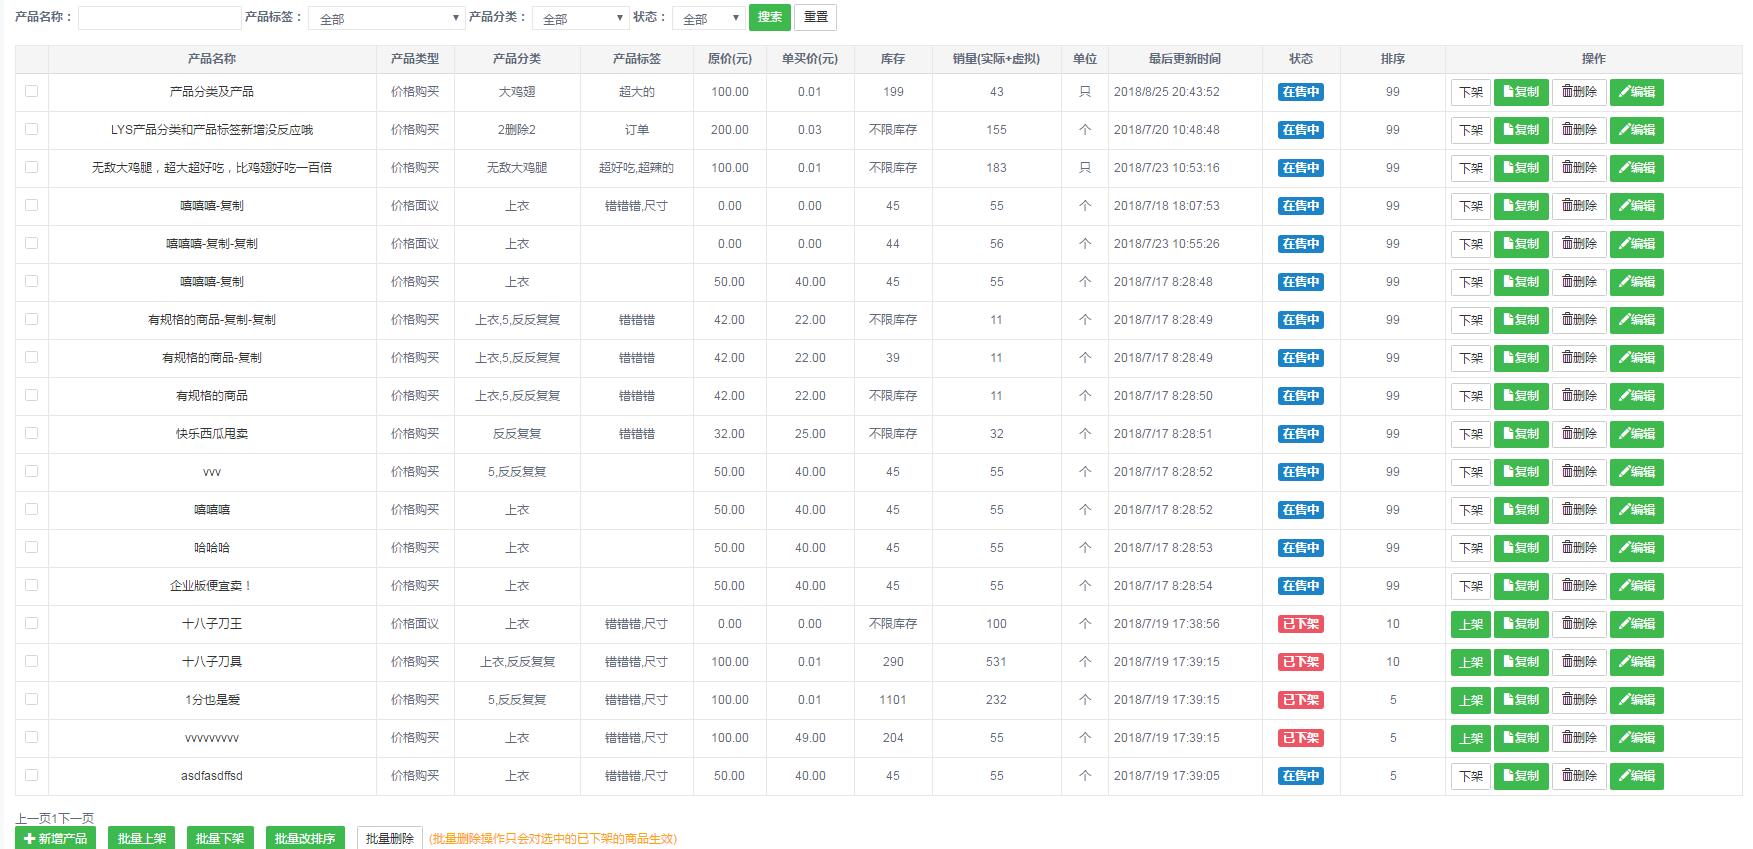 产品名称： 产品标签： 全部 产品分类： 全部 状态： 全部 搜索 重置
产品名称 产品类型 产品分类 产品标签 原价(元) 单买价(元) 库存 销量(实际+虚拟) 单位 最后更新时间 状态 排序 操作
产品分类及产品 价格购买 大鸡翅 超大的 100.00 0.01 199 43 只 2018/8/25 20:43:52 在售中 99 下架 复制 删除 编辑
LYS产品分类和产品标签新增没反应哦 价格购买 2删除2 订单 200.00 0.03 不限库存 155 个 2018/7/20 10:48:48 在售中 99 下架 复制 删除 编辑
无敌大鸡腿，超大超好吃，比鸡翅好吃一百倍 价格购买 无敌大鸡腿 超好吃,超辣的 100.00 0.01 不限库存 183 只 2018/7/23 10:53:16 在售中 99 下架 复制 删除 编辑
嘻嘻嘻-复制 价格面议 上衣 错错错,尺寸 0.00 0.00 45 55 个 2018/7/18 18:07:53 在售中 99 下架 复制 删除 编辑
嘻嘻嘻-复制-复制 价格面议 上衣 0.00 0.00 44 56 个 2018/7/23 10:55:26 在售中 99 下架 复制 删除 编辑
嘻嘻嘻-复制 价格购买 上衣 50.00 40.00 45 55 个 2018/7/17 8:28:48 在售中 99 下架 复制 删除 编辑
有规格的商品-复制-复制 价格购买 上衣,5,反反复复 错错错 42.00 22.00 不限库存 11 个 2018/7/17 8:28:49 在售中 99 下架 复制 删除 编辑
有规格的商品-复制 价格购买 上衣,5,反反复复 错错错 42.00 22.00 39 11 个 2018/7/17 8:28:49 在售中 99 下架 复制 删除 编辑
有规格的商品 价格购买 上衣,5,反反复复 错错错 42.00 22.00 不限库存 11 个 2018/7/17 8:28:50 在售中 99 下架 复制 删除 编辑
快乐西瓜甩卖 价格购买 反反复复 错错错 32.00 25.00 不限库存 32 个 2018/7/17 8:28:51 在售中 99 下架 复制 删除 编辑
vvv 价格购买 5,反反复复 50.00 40.00 45 55 个 2018/7/17 8:28:52 在售中 99 下架 复制 删除 编辑
嘻嘻嘻 价格购买 上衣 50.00 40.00 45 55 个 2018/7/17 8:28:52 在售中 99 下架 复制 删除 编辑
哈哈哈 价格购买 上衣 50.00 40.00 45 55 个 2018/7/17 8:28:53 在售中 99 下架 复制 删除 编辑
企业版便宜卖！ 价格购买 上衣 50.00 40.00 45 55 个 2018/7/17 8:28:54 在售中 99 下架 复制 删除 编辑
十八子刀王 价格面议 上衣 错错错,尺寸 0.00 0.00 不限库存 100 个 2018/7/19 17:38:56 已下架 10 上架 复制 删除 编辑
十八子刀具 价格购买 上衣,反反复复 错错错,尺寸 100.00 0.01 290 531 个 2018/7/19 17:39:15 已下架 10 上架 复制 删除 编辑
1分也是爱 价格购买 5,反反复复 错错错,尺寸 100.00 0.01 1101 232 个 2018/7/19 17:39:15 已下架 5 上架 复制 删除 编辑
vvvvvvvvv 价格购买 上衣 错错错,尺寸 100.00 49.00 204 55 个 2018/7/19 17:39:15 已下架 5 上架 复制 删除 编辑
asdfasdffsd 价格购买 上衣 错错错,尺寸 50.00 40.00 45 55 个 2018/7/19 17:39:05 在售中 5 下架 复制 删除 编辑
上一页1下一页
新增产品 批量上架 批量下架 批量改排序 批量删除 (批量删除操作只会对选中的已下架的商品生效)